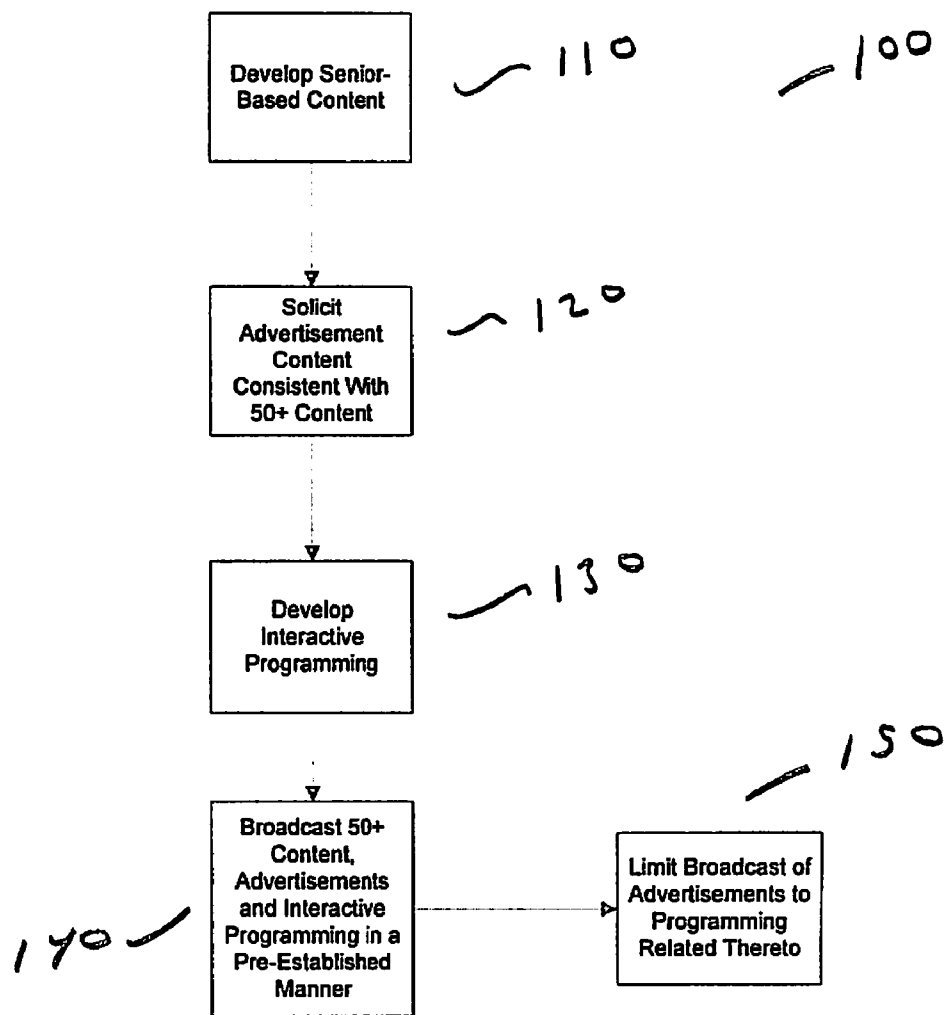 Develop Senior-
Based Content
110
100
Solicit
Advertisement
Content
Consistent With
50+ Content
120
Develop
Interactive
Programming
130
Broadcast 50+
Content,
Advertisements
and Interactive
Programming in a
Pre-Established
Manner
140
Limit Broadcast of
Advertisements to
Programming
Related Thereto
150